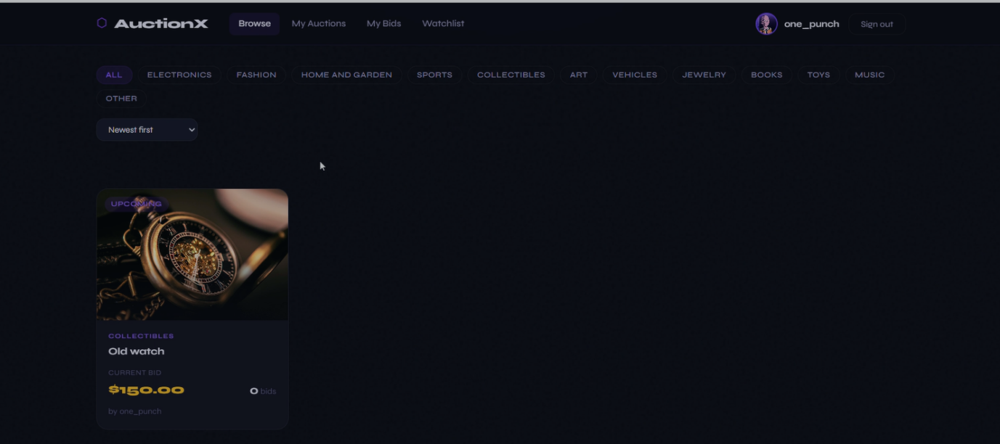 AuctionX Browse My Auctions My Bids Watchlist one_punch Sign out
ALL ELECTRONICS FASHION HOME AND GARDEN SPORTS COLLECTIBLES ART VEHICLES JEWELRY BOOKS TOYS MUSIC
OTHER
Newest first
UPCOMING
COLLECTIBLES
Old watch
CURRENT BID
$150.00 0 bids
by one_punch